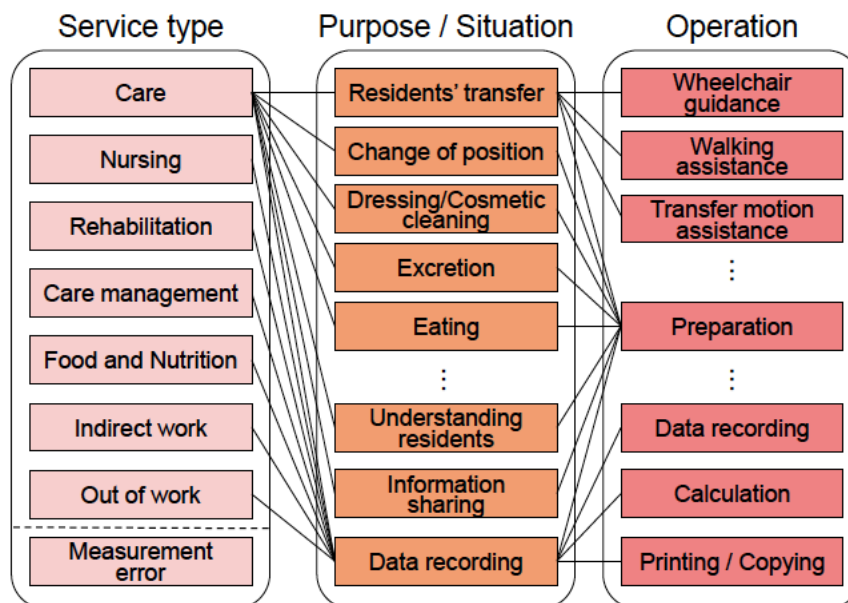 Service type
Care
Nursing
Rehabilitation
Care management
Food and Nutrition
Indirect work
Out of work
Measurement
error
Purpose / Situation
Residents’ transfer
Change of position
Dressing/Cosmetic
cleaning
Excretion
Eating
⋮
Understanding
residents
Information
sharing
Data recording
Operation
Wheelchair
guidance
Walking
assistance
Transfer motion
assistance
⋮
Preparation
⋮
Data recording
Calculation
Printing / Copying